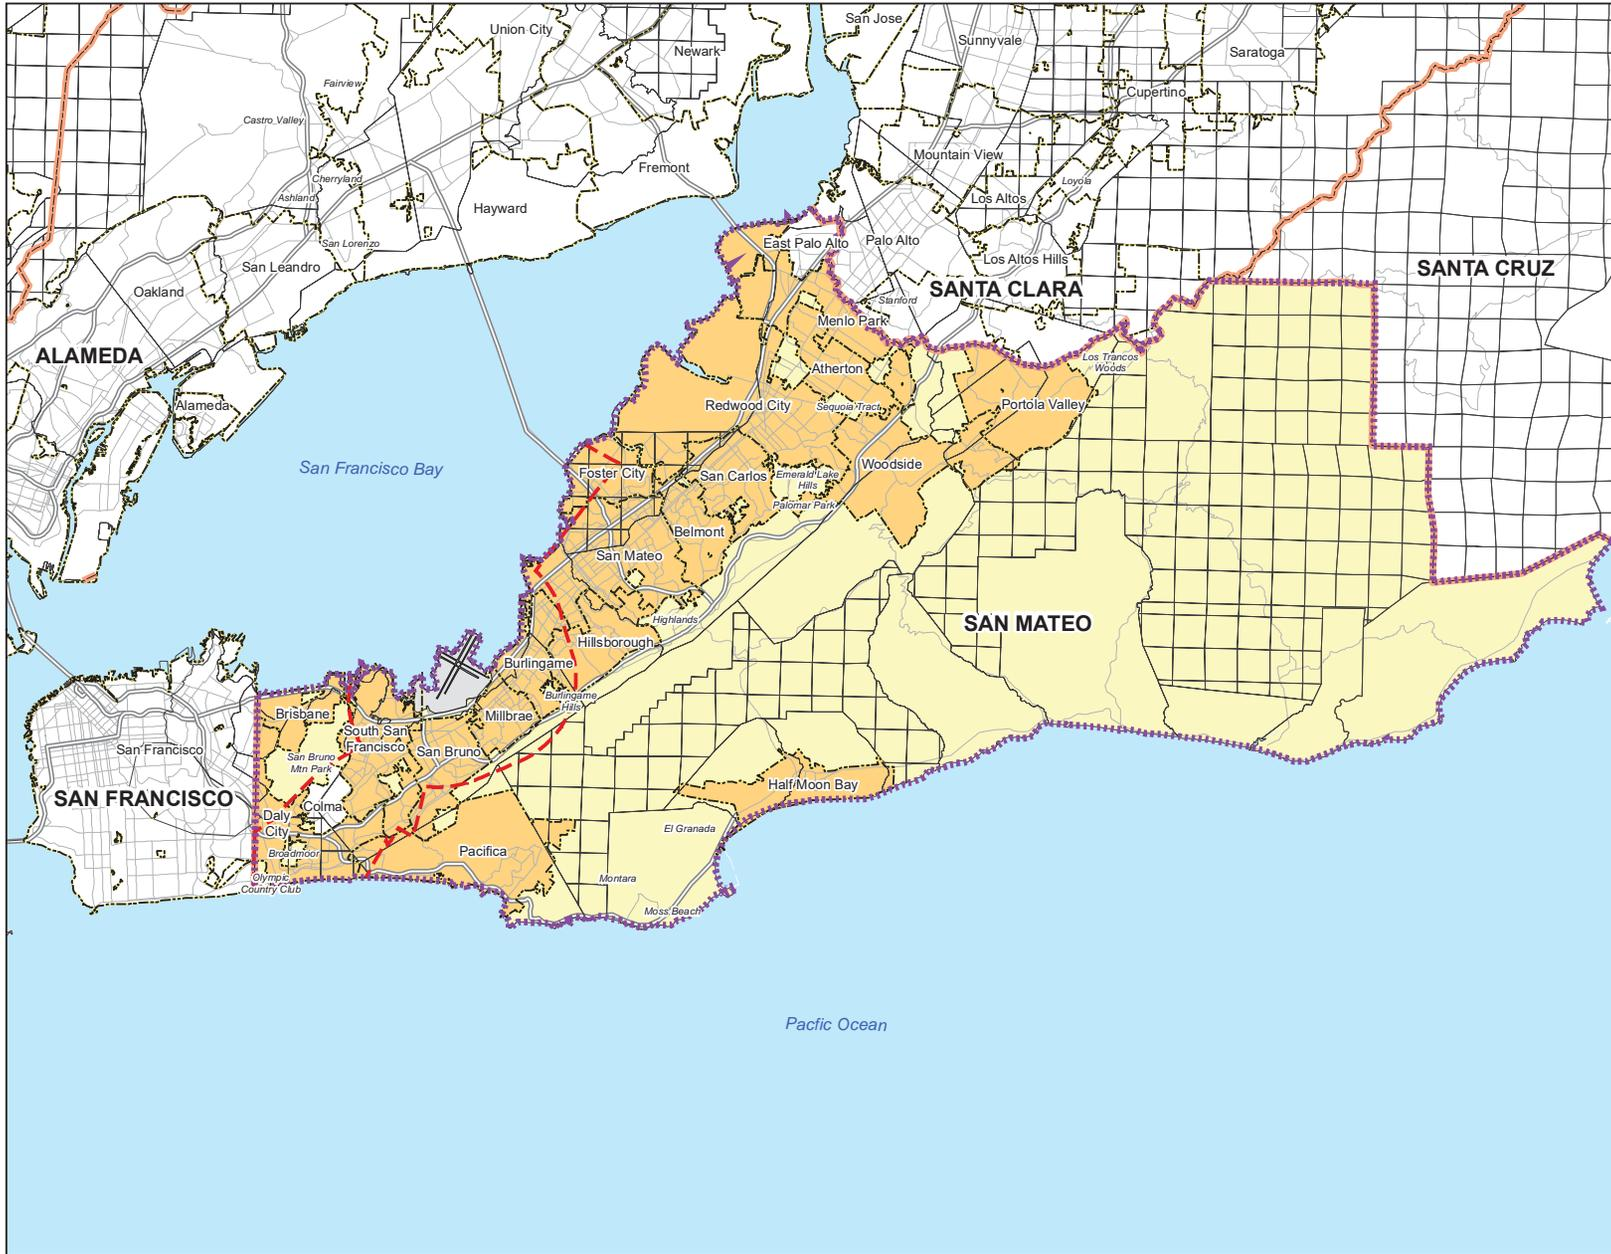 San Jose
Union City
Sunnyvale
Newark
Saratoga
Fairview
Cupertino
Castro Valley
Mountain View
Fremont
Cherryland
Loyola
Ashland
Los Altos
Hayward
San Lorenzo
East Palo Alto
Palo Alto
Los Altos Hills
San Leandro
SANTA CRUZ
SANTA CLARA
Oakland
Stanford
Menlo Park
ALAMEDA
Los Trancos
Woods
Atherton
Alameda
Redwood City
Sequoia Tract
Portola Valley
San Francisco Bay
Woodside
Foster City
San Carlos
Emerald Lake
Hills
Palomar Park
Belmont
San Mateo
Highlands
SAN MATEO
Hillsborough
Burlingame
Burlingame
Hills
Millbrae
Brisbane
South San
Francisco
San Francisco
San Bruno
San Bruno
Mtn Park
Half Moon Bay
SAN FRANCISCO
Colma
Daly
City
El Granada
Broadmoor
Pacifica
Olympic
Country Club
Montara
Moss Beach
Pacfic Ocean